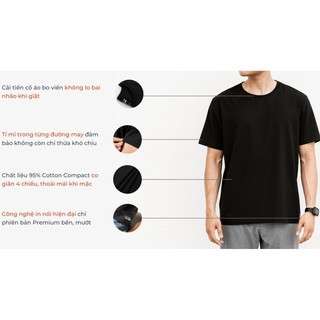 Cải tiến cổ áo bo viền không lo bai
nhão khi giặt
Tỉ mỉ trong từng đường may đảm
bảo không còn chỉ thừa khó chịu
Chất liệu 95% Cotton Compact co
giãn 4 chiều, thoải mái khi mặc
Công nghệ in nổi hiện đại chỉ
phiên bản Premium bền, mướt